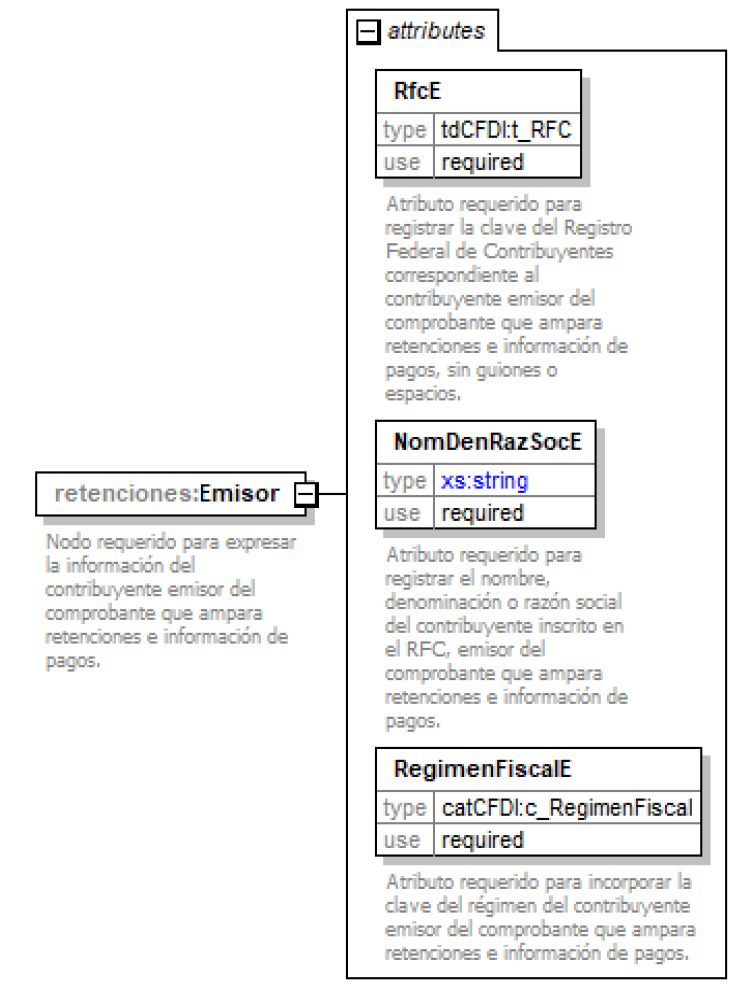 attributes
RfcE
type tdCFDI:t_RFC
use required
Atributo requerido para
registrar la clave del Registro
Federal de Contribuyentes
correspondiente al
contribuyente emisor del
comprobante que ampara
retenciones e información de
pagos, sin guiones o
espacios.
NomDenRazSocE
type xs:string
use required
Atributo requerido para
registrar el nombre,
denominación o razón social
del contribuyente inscrito en
el RFC, emisor del
comprobante que ampara
retenciones e información de
pagos.
retenciones:Emisor
Nodo requerido para expresar
la información del
contribuyente emisor del
comprobante que ampara
retenciones e información de
pagos.
RegimenFiscalE
type catCFDI:c_RegimenFiscal
use required
Atributo requerido para incorporar la
clave del régimen del contribuyente
emisor del comprobante que ampara
retenciones e información de pagos.